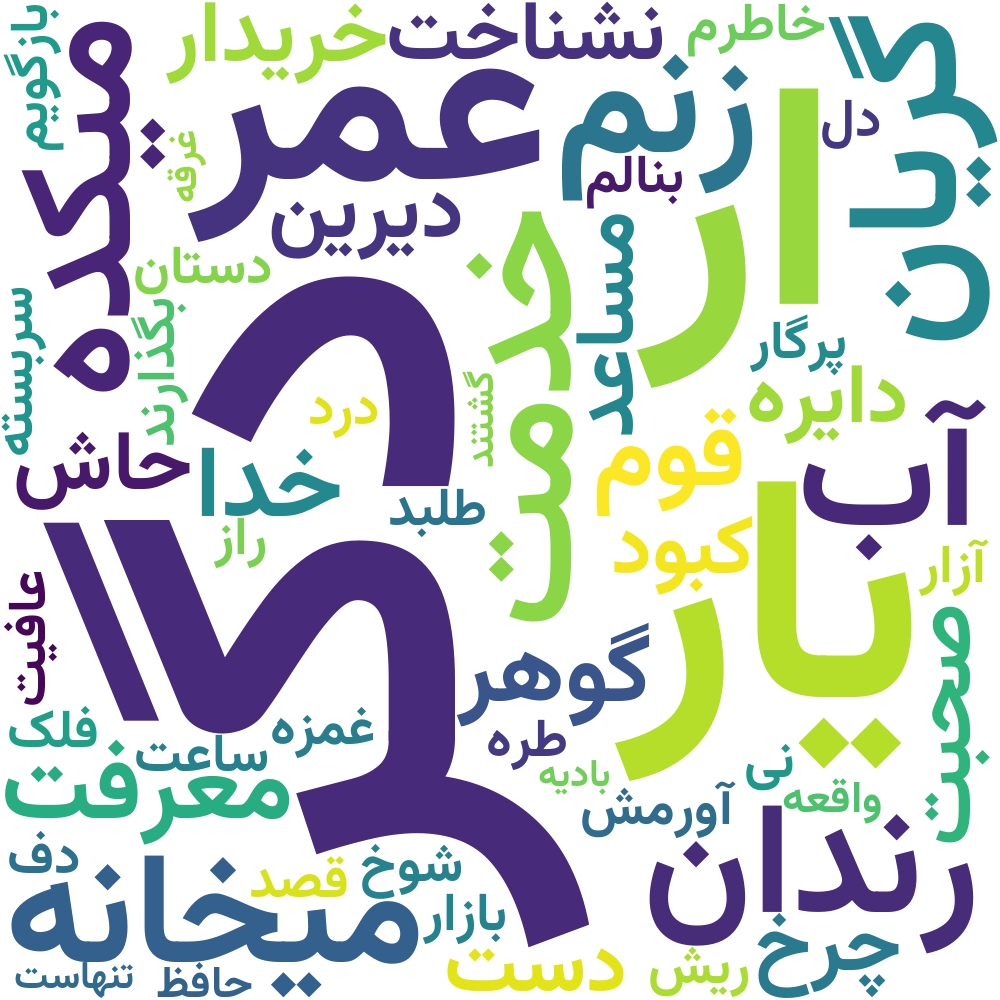 بازگویم
میکده
خریدار
نشناخت
خاطرم
گریان
عمر
زنم
ار
دل
غرقه
بنالم
دیرین
خدمت
مساعد
دستان
دگر
سربسته
بگذارند
پرگار
دایره
گشتند
درد
آب
قوم
حاش
خدا
طلبد
راز
کبود
یار
آزار
عافیت
صحبت
گوهر
فلک
غمزه
ساعت
طره
معرفت
بادیه
نی
واقعه
آورمش
رندان
دف
میخانه
قصد
شوخ
بازار
چرخ
دست
ریش
تنهاست
حافظ